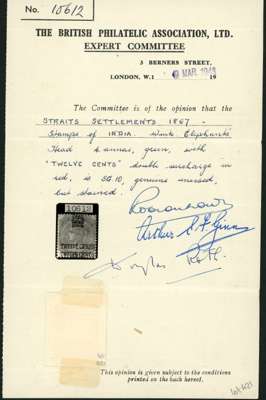 No. 10612
THE BRITISH PHILATELIC ASSOCIATION, LTD.
EXPERT COMMITTEE
3 BERNERS STREET,
LONDON, W.1 9 MAR 1948 19
The Committee is of the opinion that the
STRAITS SETTLEMENTS 1867 -
Stamps of INDIA. Wmk. Elephant's
Head 4 annas, green, with
"TWELVE CENTS" double surcharge in
red, is SG.10, genuine unused,
but stained.
10612
TWELVE CENTS
This opinion is given subject to the conditions
printed on the back hereof.